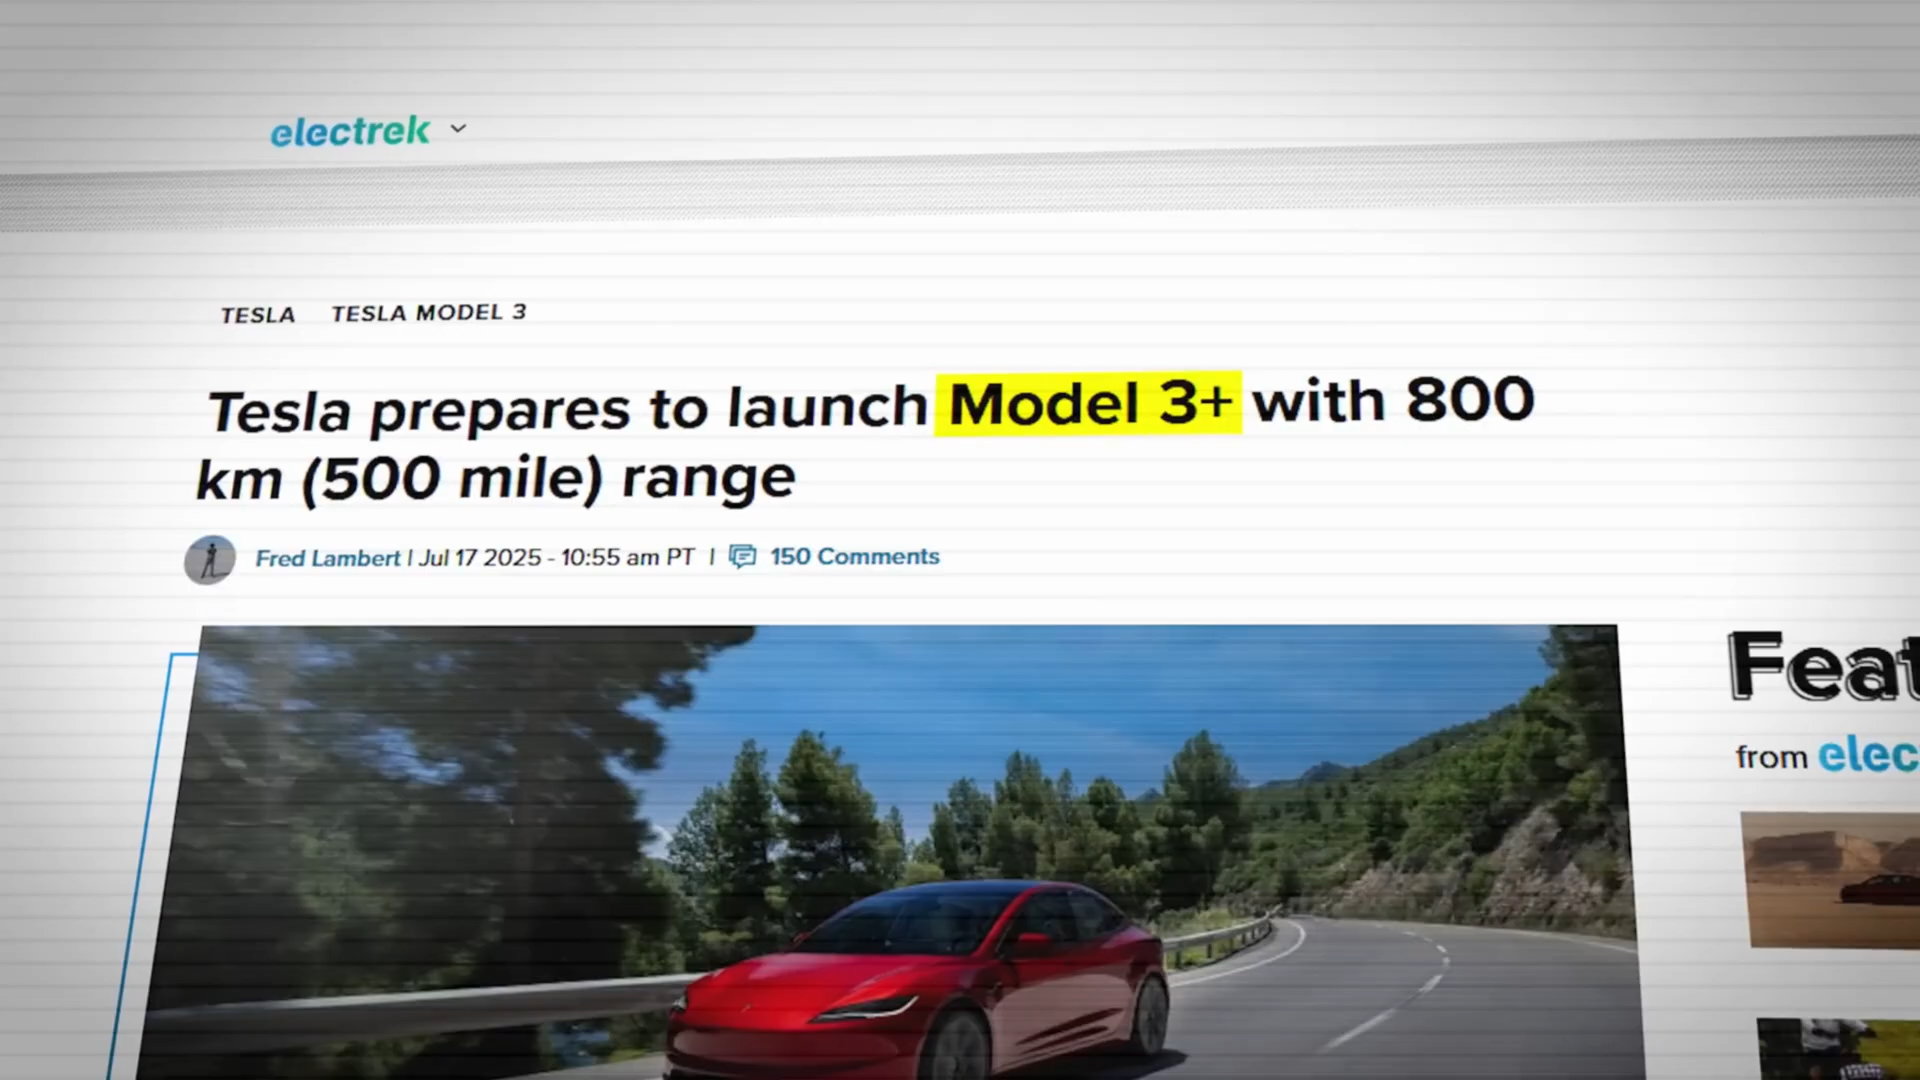 electrek
TESLA TESLA MODEL 3
Tesla prepares to launch Model 3+ with 800
km (500 mile) range
Fred Lambert | Jul 17 2025 - 10:55 am PT | 150 Comments
Feat
from elec